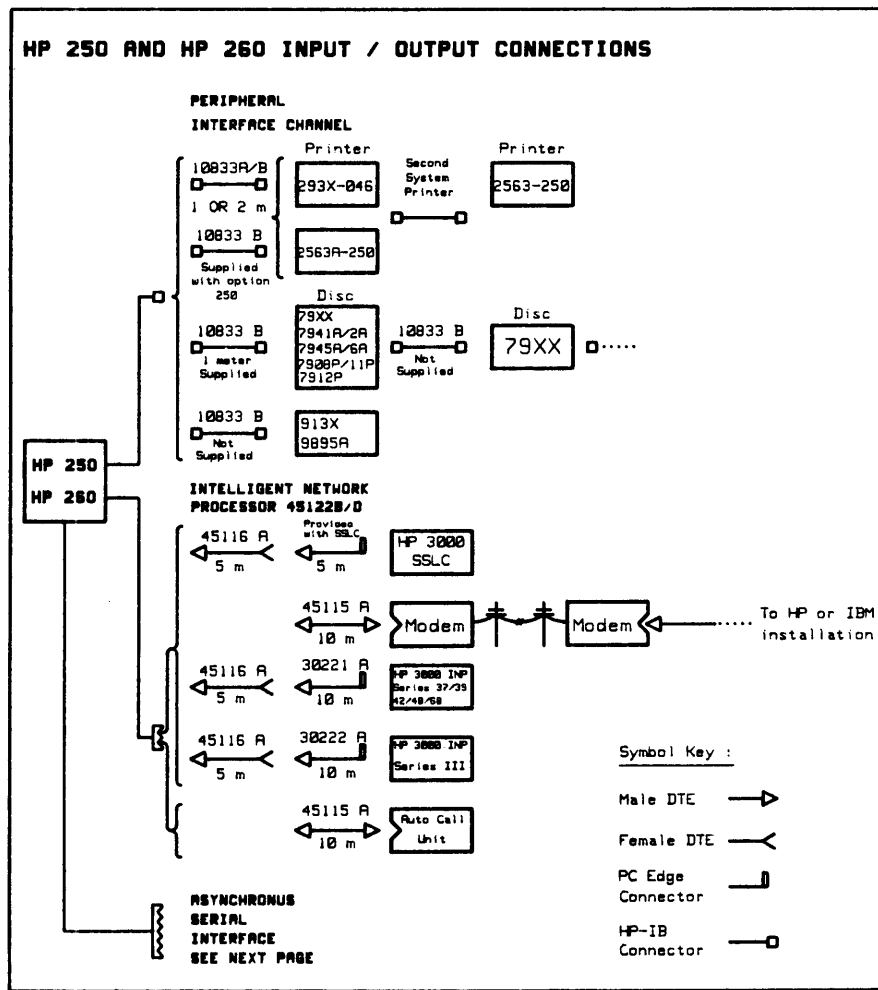 HP 250 AND HP 260 INPUT / OUTPUT CONNECTIONS
PERIPHERAL
INTERFACE CHANNEL
Printer
Printer
10833A/B
1 OR 2 m
293X-046
Second
System
Printer
2563-250
10833 B
Supplied
with option
250
2563A-250
Disc
79XX
7941A/2A
7945A/6A
7908P/11P
7912P
10833 B
1 meter
Supplied
10833 B
Not
Supplied
Disc
79XX
10833 B
Not
Supplied
913X
9895A
HP 250
HP 260
INTELLIGENT NETWORK
PROCESSOR 45122B/D
45116 A
5 m
Provided
with SSLC
5 m
HP 3000
SSLC
45115 A
10 m
Modem
Modem
To HP or IBM
installation
45116 A
5 m
30221 A
10 m
HP 3000 INP
Series 37/39
42/48/68
45116 A
5 m
30222 A
10 m
HP 3000 INP
Series III
45115 A
10 m
Auto Call
Unit
Symbol Key :
Male DTE
Female DTE
PC Edge
Connector
HP-IB
Connector
ASYNCHRONUS
SERIAL
INTERFACE
SEE NEXT PAGE